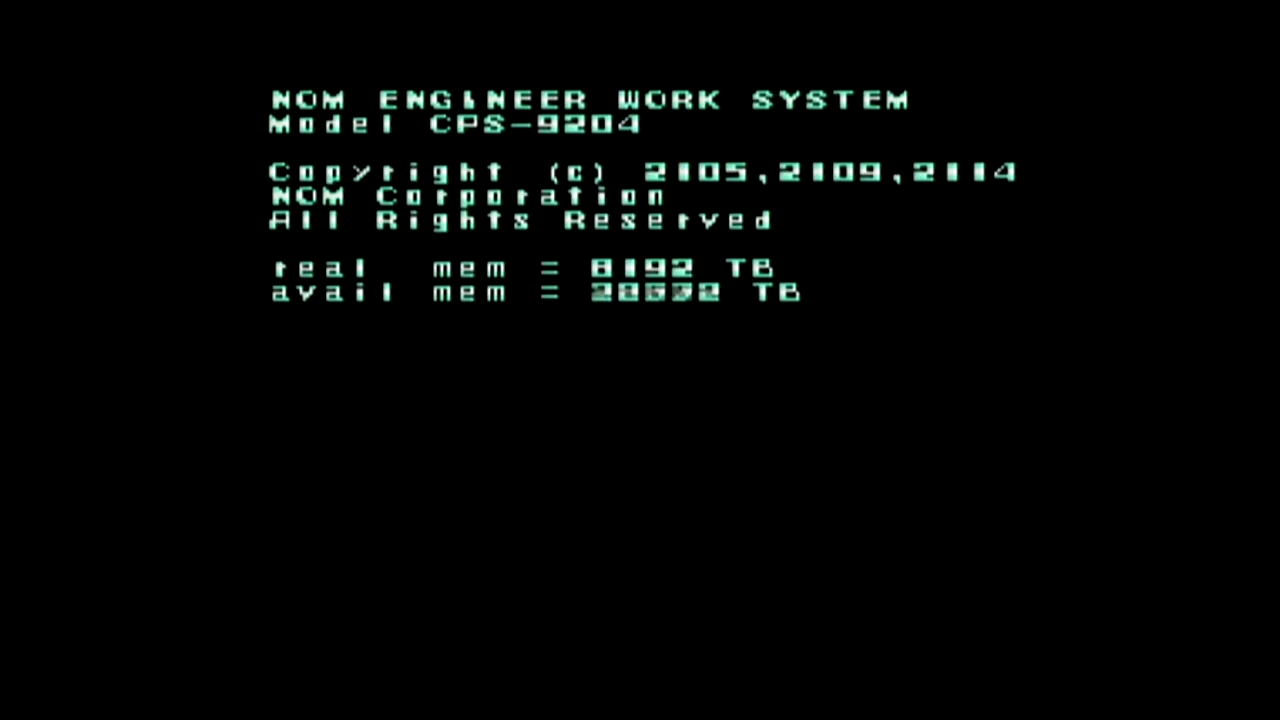 NOM ENGINEER WORK SYSTEM
Model CPS-9204
Copyright (c) 2105,2109,2114
NOM Corporation
All Rights Reserved
real mem = 8192 TB
avail mem = TB